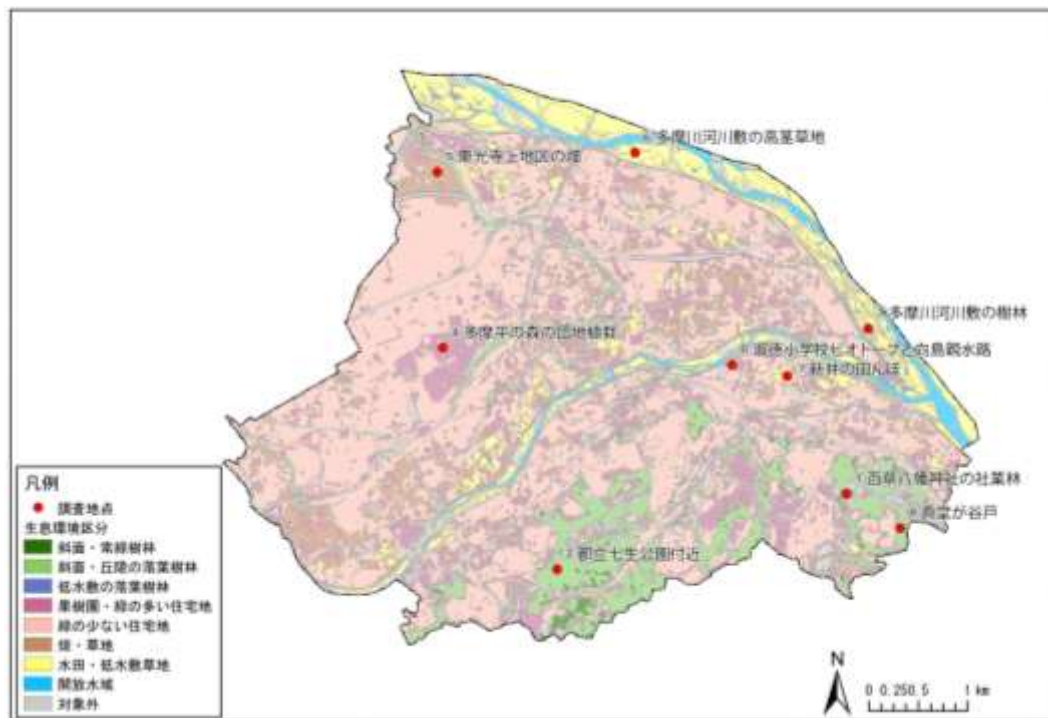 多摩川河川敷の高茎草地
東光寺上地区の畑
多摩川河川敷の樹林
多摩平の森の団地植栽
潤徳小学校ビオトープと向島親水路
新井の田んぼ
百草八幡神社の社叢林
真堂が谷戸
都立七生公園付近
凡例
調査地点
生息環境区分
斜面・常緑樹林
斜面・丘陵の落葉樹林
低水敷の落葉樹林
果樹園・緑の多い住宅地
緑の少ない住宅地
畑・草地
水田・低水敷草地
開放水域
対象外
N
0 0.25 0.5 1 km